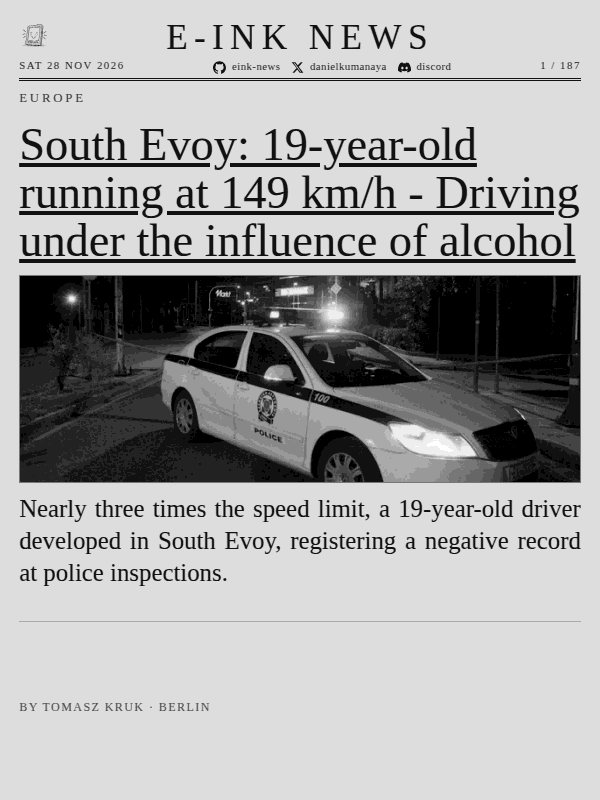 E-INK NEWS
SAT 28 NOV 2026
eink-news danielkumanaya discord
1 / 187
EUROPE
South Evoy: 19-year-old
running at 149 km/h - Driving
under the influence of alcohol
100
POLICE
Nearly three times the speed limit, a 19-year-old driver
developed in South Evoy, registering a negative record
at police inspections.
BY TOMASZ KRUK · BERLIN